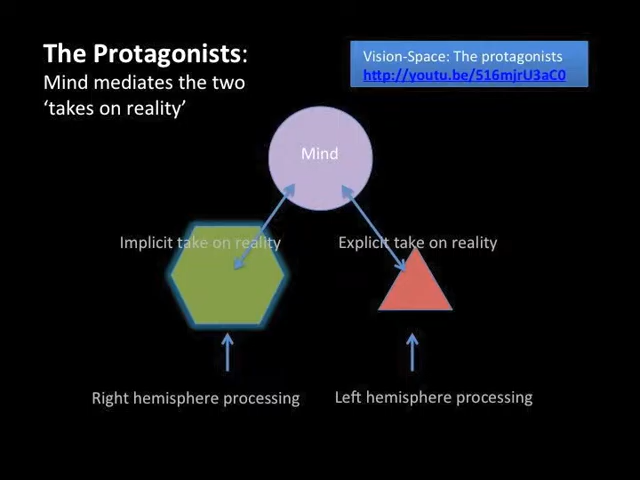 The Protagonists:
Mind mediates the two
‘takes on reality’
Vision-Space: The protagonists
http://youtu.be/516mjrU3aC0
Mind
Implicit take on reality
Explicit take on reality
Right hemisphere processing
Left hemisphere processing